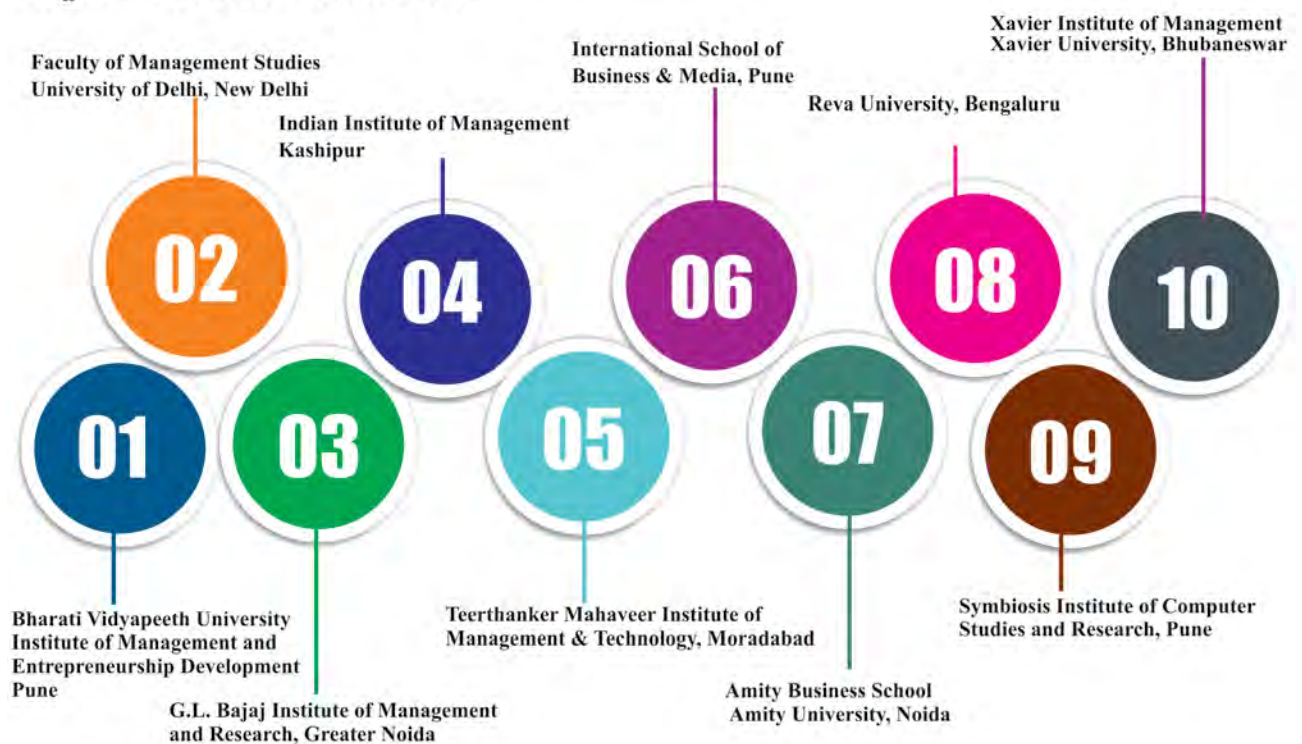 Xavier Institute of Management
Xavier University, Bhubaneswar
International School of
Business & Media, Pune
Faculty of Management Studies
University of Delhi, New Delhi
Reva University, Bengaluru
Indian Institute of Management
Kashipur
02
04
06
08
10
01
03
05
07
09
Bharati Vidyapeeth University
Institute of Management and
Entrepreneurship Development
Pune
Teerthanker Mahaveer Institute of
Management & Technology, Moradabad
Symbiosis Institute of Computer
Studies and Research, Pune
Amity Business School
Amity University, Noida
G.L. Bajaj Institute of Management
and Research, Greater Noida